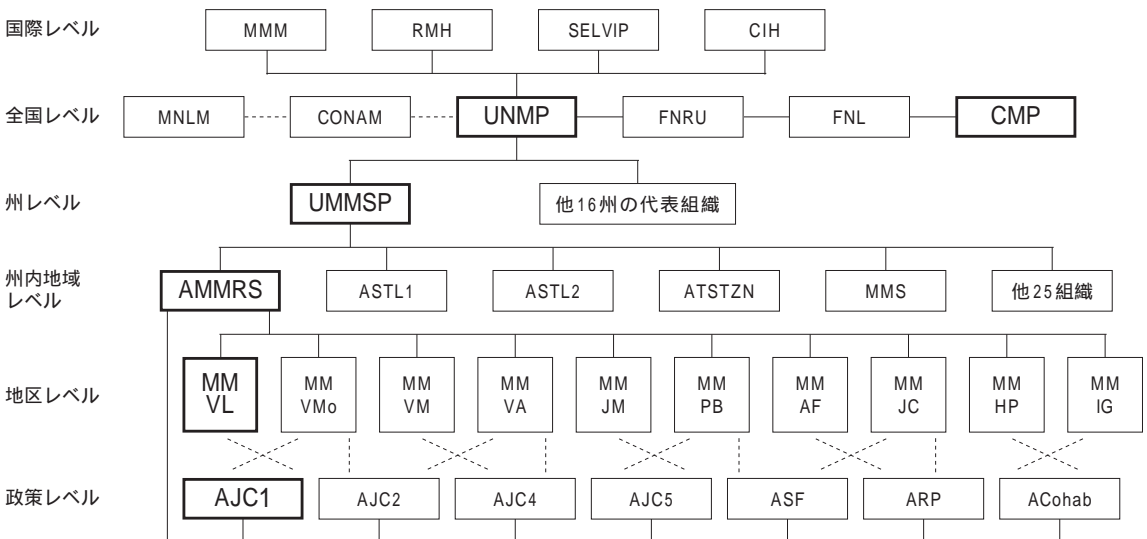 国際レベル
MMM
RMH
SELVIP
CIH
全国レベル
MNLM
CONAM
UNMP
FNRU
FNL
CMP
州レベル
UMMSP
他16州の代表組織
州内地域
レベル
AMMRS
ASTL1
ASTL2
ATSTZN
MMS
他25組織
地区レベル
MM
VL
MM
VMo
MM
VM
MM
VA
MM
JM
MM
PB
MM
AF
MM
JC
MM
HP
MM
IG
政策レベル
AJC1
AJC2
AJC4
AJC5
ASF
ARP
ACohab